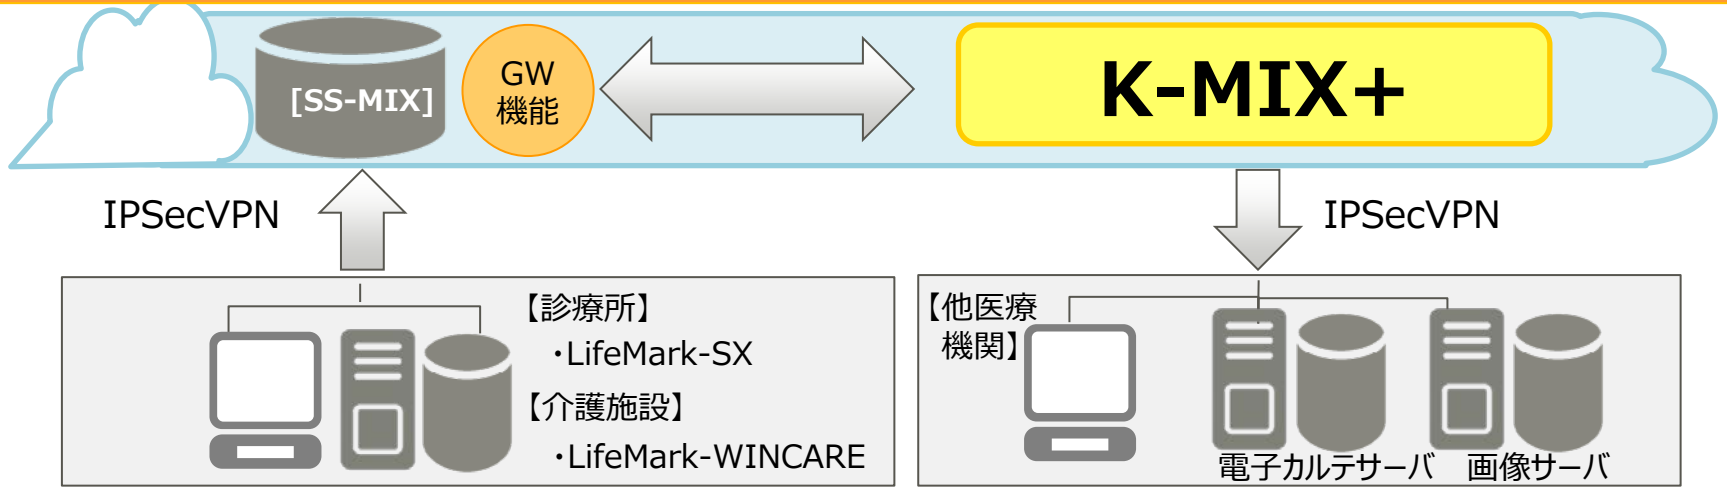 [SS-MIX]
GW
機能
K-MIX+
IPSecVPN
IPSecVPN
【診療所】
・LifeMark-SX
【介護施設】
・LifeMark-WINCARE
【他医療
機関】
電子カルテサーバ
画像サーバ